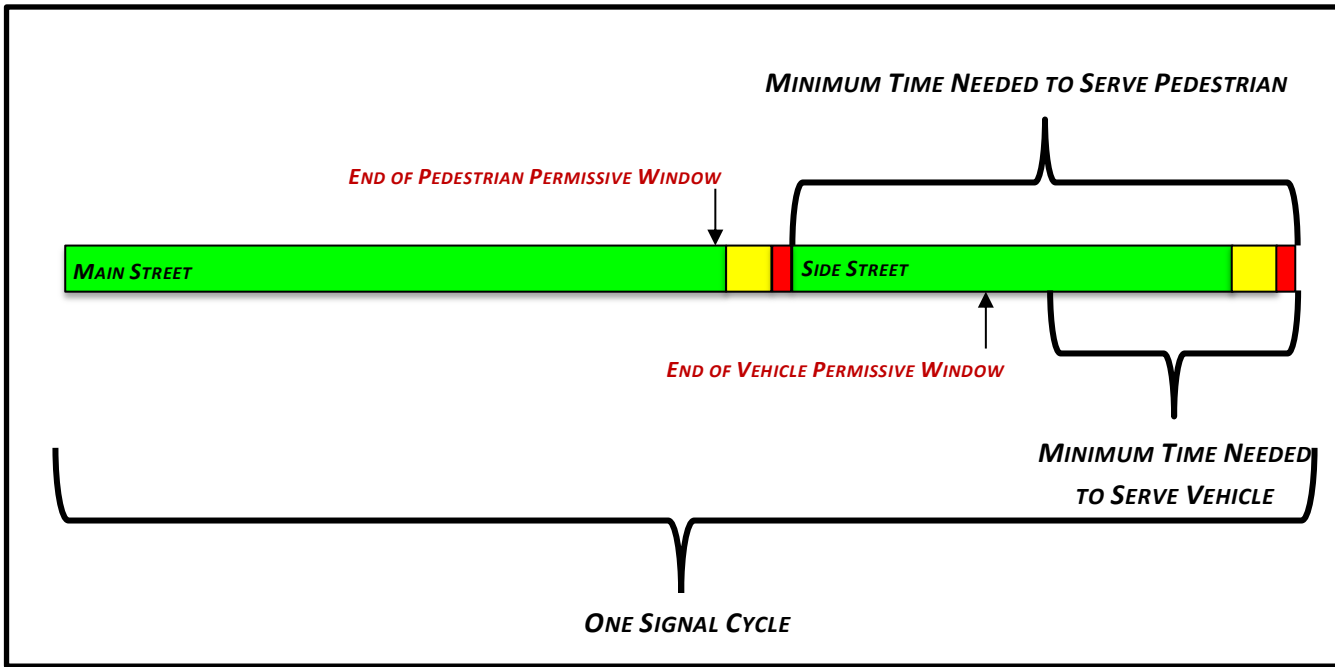 MINIMUM TIME NEEDED TO SERVE PEDESTRIAN
END OF PEDESTRIAN PERMISSIVE WINDOW
MAIN STREET
SIDE STREET
END OF VEHICLE PERMISSIVE WINDOW
MINIMUM TIME NEEDED
TO SERVE VEHICLE
ONE SIGNAL CYCLE